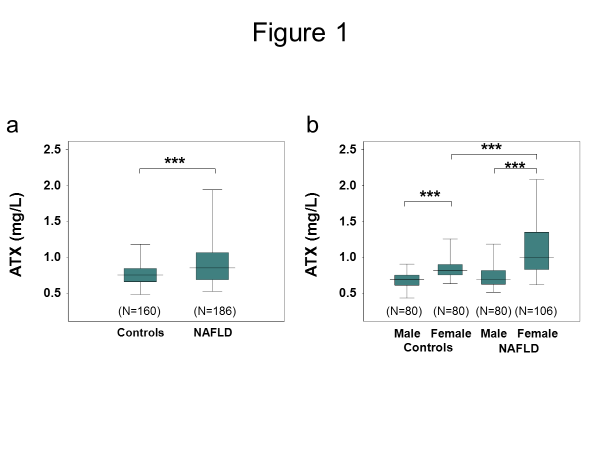 Figure 1
a
ATX (mg/L)
2.5
2.0
1.5
1.0
0.5
***
(N=160) (N=186)
Controls NAFLD
b
ATX (mg/L)
2.5
2.0
1.5
1.0
0.5
***
***
***
(N=80) (N=80) (N=80) (N=106)
Male Female Male Female
Controls NAFLD